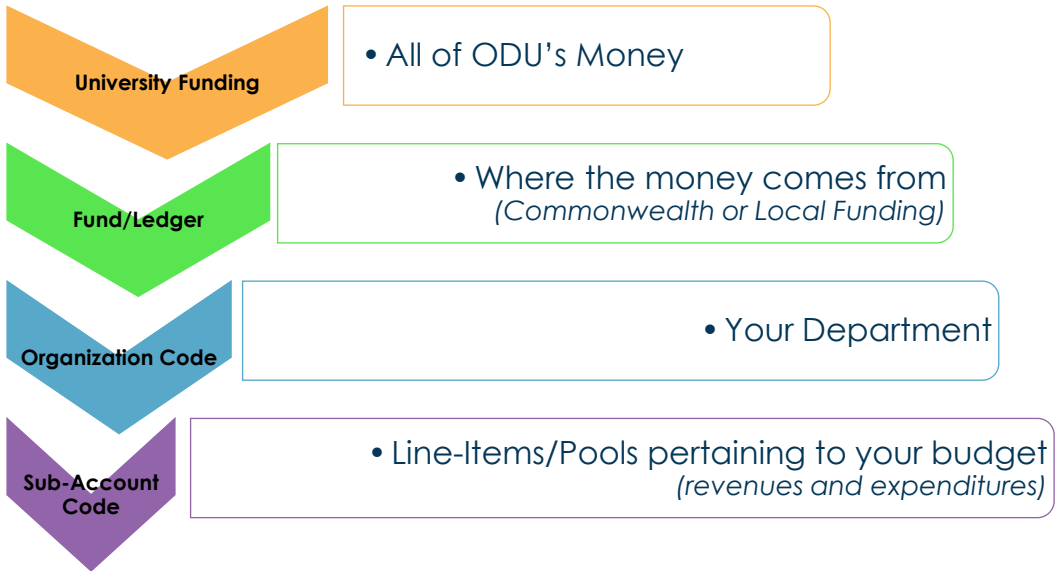 University Funding
• All of ODU's Money
Fund/Ledger
• Where the money comes from
(Commonwealth or Local Funding)
Organization Code
• Your Department
Sub-Account
Code
• Line-Items/Pools pertaining to your budget
(revenues and expenditures)